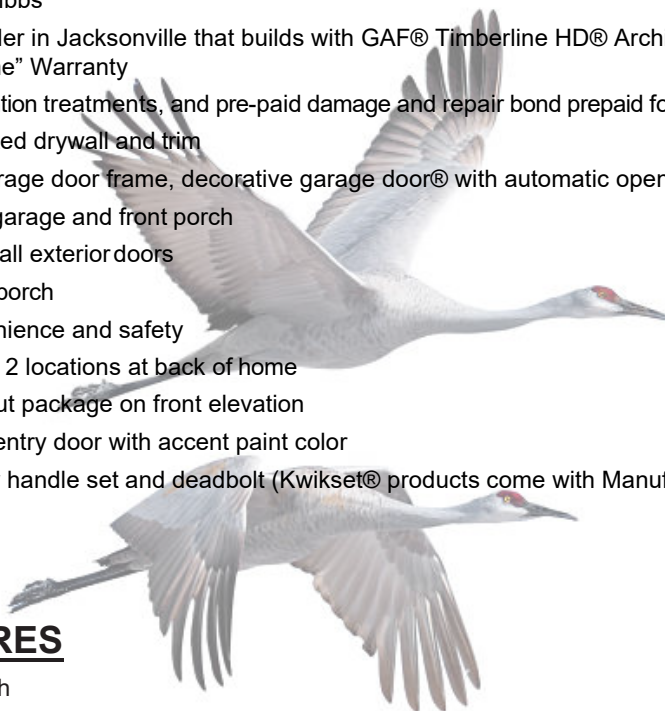 ibbs
ler in Jacksonville that builds with GAF® Timberline HD® Arch
ne” Warranty
tion treatments, and pre-paid damage and repair bond prepaid fo
ed drywall and trim
rage door frame, decorative garage door® with automatic open
garage and front porch
all exterior doors
porch
nience and safety
2 locations at back of home
ut package on front elevation
entry door with accent paint color
handle set and deadbolt (Kwikset® products come with Manuf
RES
h